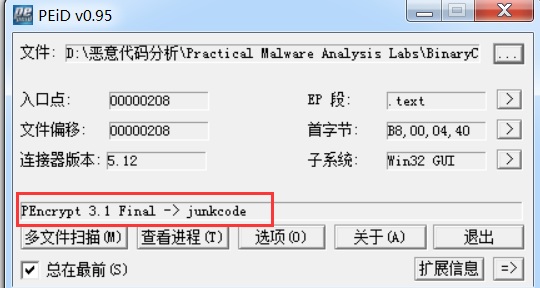 PEiD v0.95
文件: D:\恶意代码分析\Practical Malware Analysis Labs\BinaryC ...
入口点: 00000208 EP 段: .text >
文件偏移: 00000208 首字节: B8,00,04,40 >
连接器版本: 5.12 子系统: Win32 GUI >
PEncrypt 3.1 Final -> junkcode
多文件扫描(M) 查看进程(T) 选项(O) 关于(A) 退出
总在最前(S) 扩展信息 =>